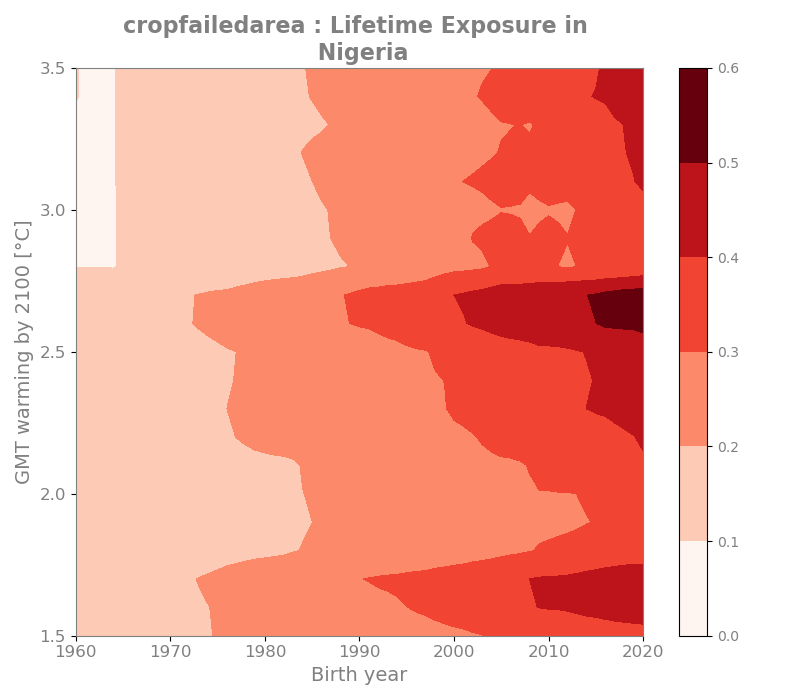 cropfailedarea : Lifetime Exposure in
Nigeria
3.5
3.0
2.5
2.0
1.5
GMT warming by 2100 [°C]
1960 1970 1980 1990 2000 2010 2020
Birth year
0.6
0.5
0.4
0.3
0.2
0.1
0.0